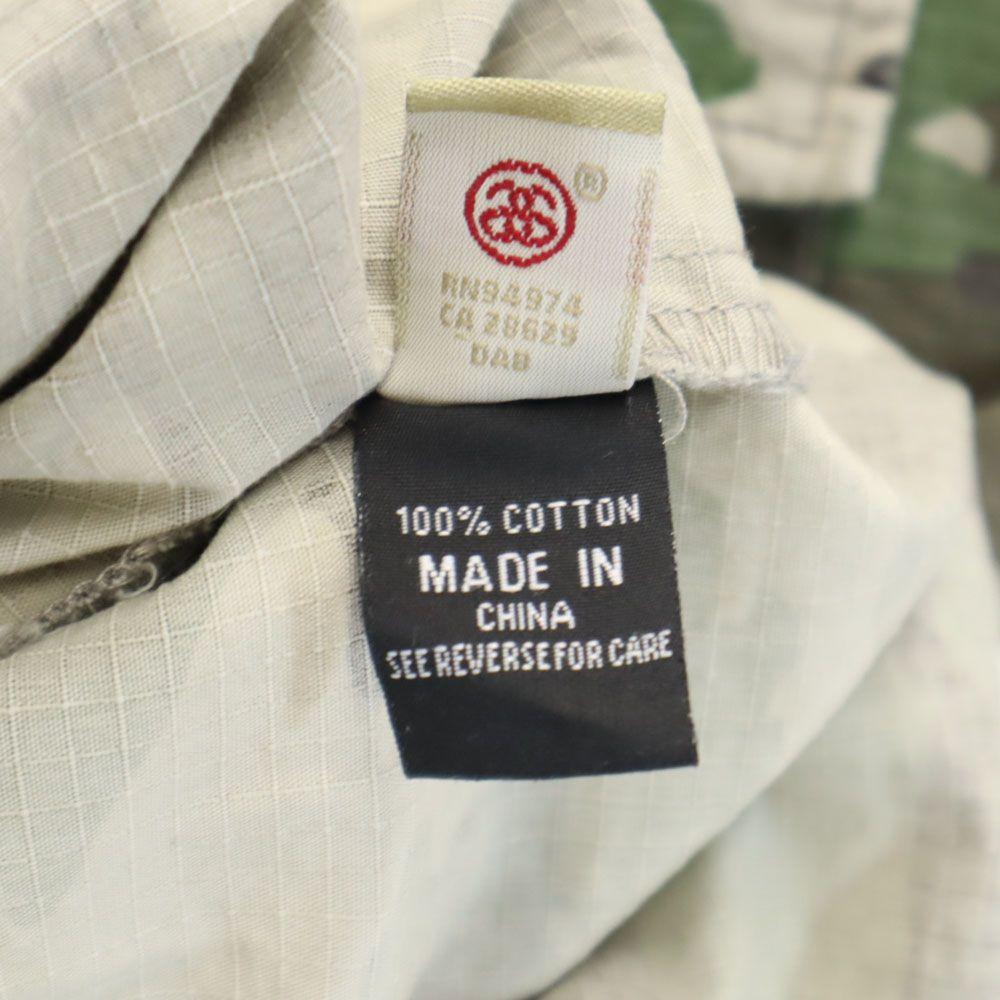 ®
RN94974
CA 28629
DAB
100% COTTON
MADE IN
CHINA
SEE REVERSE FOR CARE